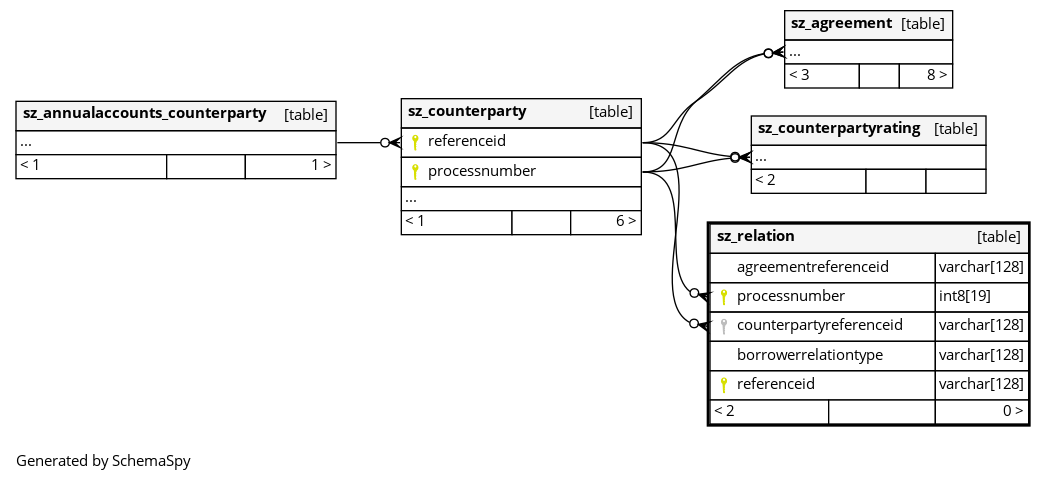 sz_agreement [table]
...
< 3 8 >
sz_annualaccounts_counterparty [table]
...
< 1 1 >
sz_counterparty [table]
referenceid
processnumber
...
< 1 6 >
sz_counterpartyrating [table]
...
< 2
sz_relation [table]
agreementreferenceid varchar[128]
processnumber int8[19]
counterpartyreferenceid varchar[128]
borrowerrelationtype varchar[128]
referenceid varchar[128]
< 2 0 >
Generated by SchemaSpy